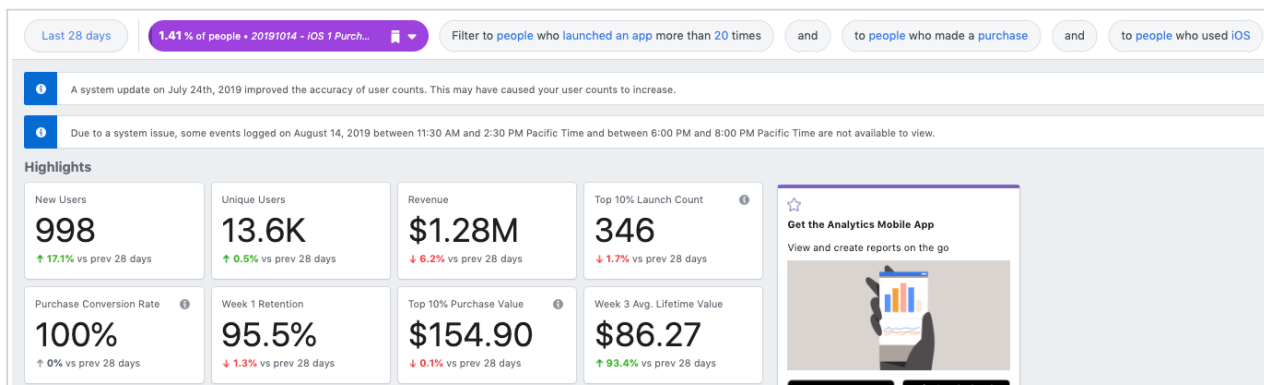 Last 28 days
1.41 % of people • 20191014 - iOS 1 Purch...
Filter to people who launched an app more than 20 times
and
to people who made a purchase
and
to people who used iOS
A system update on July 24th, 2019 improved the accuracy of user counts. This may have caused your user counts to increase.
Due to a system issue, some events logged on August 14, 2019 between 11:30 AM and 2:30 PM Pacific Time and between 6:00 PM and 8:00 PM Pacific Time are not available to view.
Highlights
New Users
998
↑ 17.1% vs prev 28 days
Unique Users
13.6K
↑ 0.5% vs prev 28 days
Revenue
$1.28M
↓ 6.2% vs prev 28 days
Top 10% Launch Count
346
↓ 1.7% vs prev 28 days
Purchase Conversion Rate
100%
↑ 0% vs prev 28 days
Week 1 Retention
95.5%
↓ 1.3% vs prev 28 days
Top 10% Purchase Value
$154.90
↓ 0.1% vs prev 28 days
Week 3 Avg. Lifetime Value
$86.27
↑ 93.4% vs prev 28 days
Get the Analytics Mobile App
View and create reports on the go